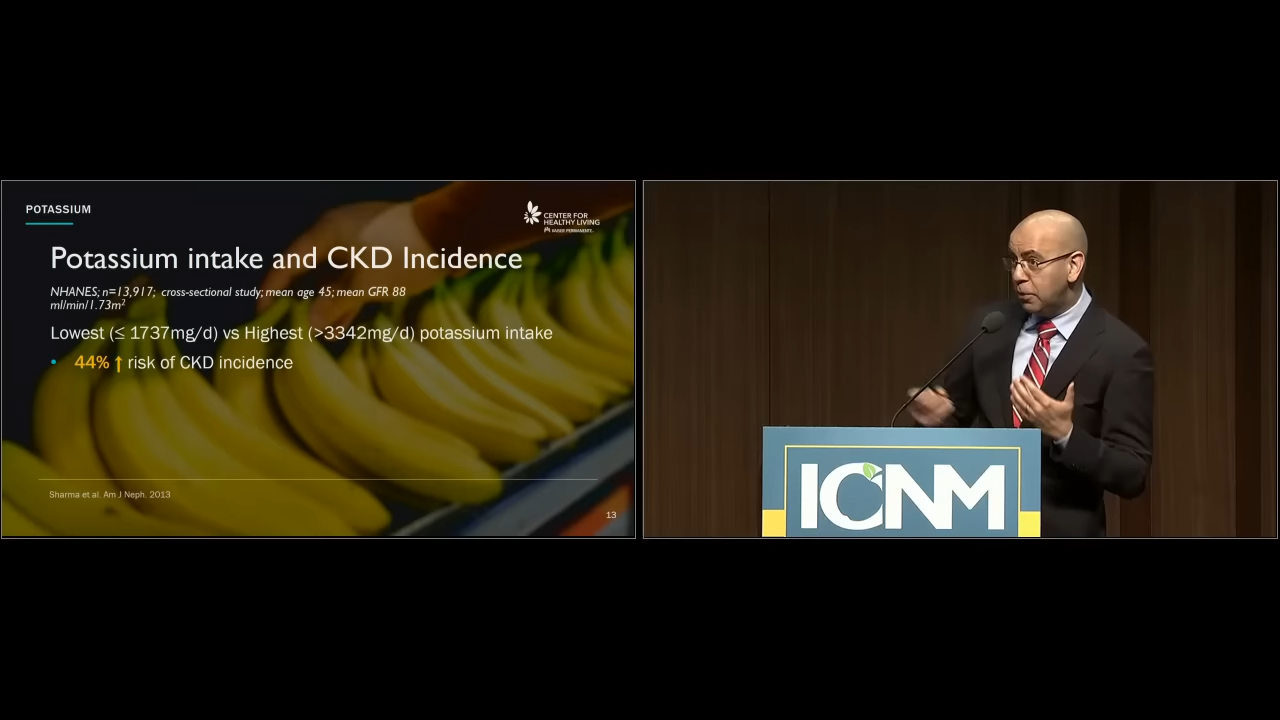 POTASSIUM
CENTER FOR
HEALTHY LIVING
KAISER PERMANENTE.
Potassium intake and CKD Incidence
NHANES; n=13,917; cross-sectional study; mean age 45; mean GFR 88
ml/min/1.73m²
Lowest (≤ 1737mg/d) vs Highest (>3342mg/d) potassium intake
• 44% ↑ risk of CKD incidence
Sharma et al. Am J Neph. 2013
13
ICNM